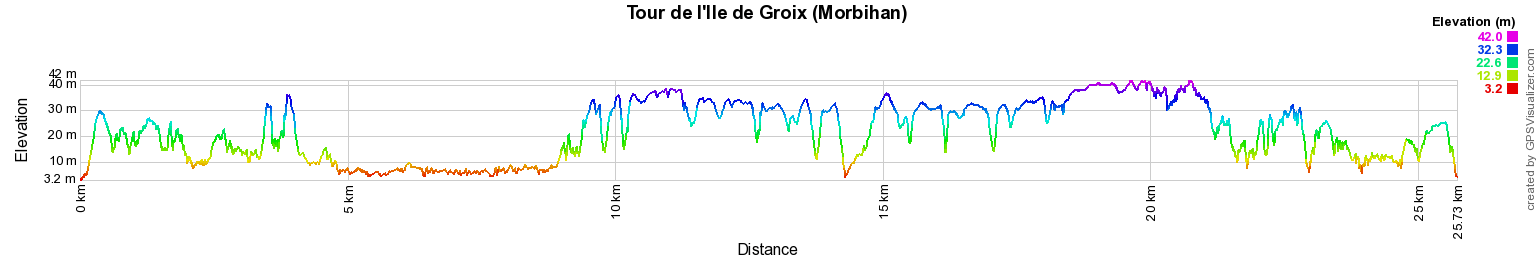 Tour de l'Ile de Groix (Morbihan)
Elevation (m)
42.0
32.3
22.6
12.9
3.2
42 m
40 m
30 m
20 m
10 m
3.2 m
Elevation
0 km
5 km
10 km
15 km
20 km
25 km
25.73 km
Distance
created by GPSVisualizer.com